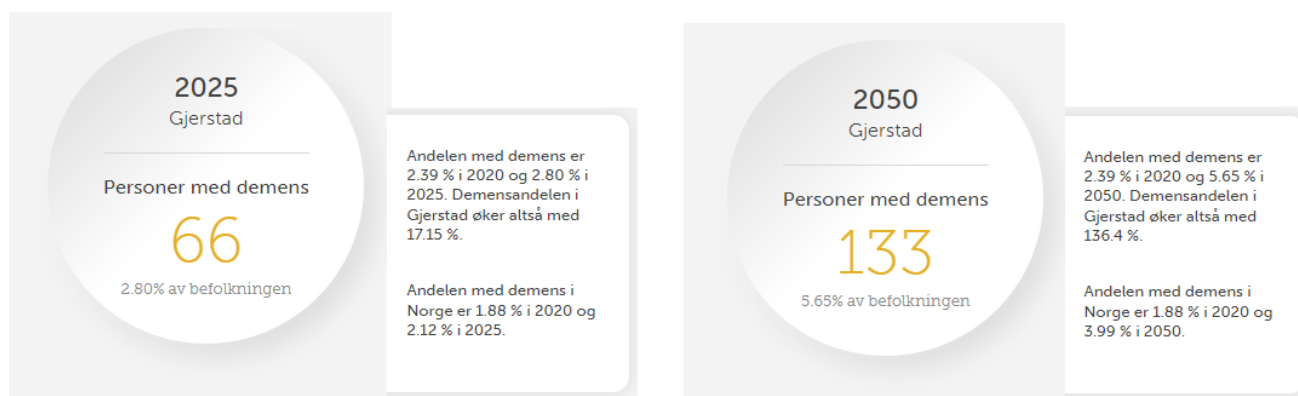 2025
Gjerstad
Personer med demens
66
2.80% av befolkningen
Andelen med demens er
2.39 % i 2020 og 2.80 % i
2025. Demensandelen i
Gjerstad øker altså med
17.15 %.
Andelen med demens i
Norge er 1.88 % i 2020 og
2.12 % i 2025.
2050
Gjerstad
Personer med demens
133
5.65% av befolkningen
Andelen med demens er
2.39 % i 2020 og 5.65 % i
2050. Demensandelen i
Gjerstad øker altså med
136.4 %.
Andelen med demens i
Norge er 1.88 % i 2020 og
3.99 % i 2050.